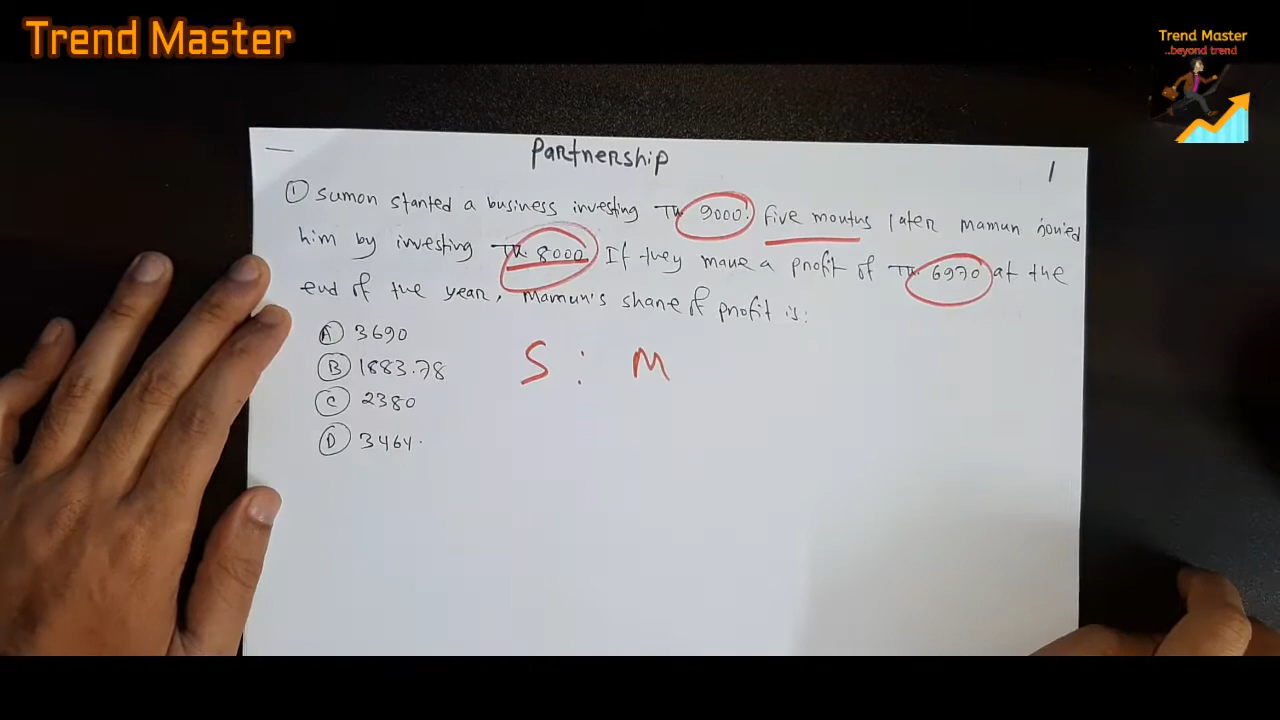 Trend Master
Trend Master
..beyond trend
Partnership
1
① Sumon started a business investing Tk 9000. five months later Mamun joined
him by investing Tk. 8000. If they make a profit of Tk. 6970 at the
end of the year, Mamun's share of profit is:
Ⓐ 3690
Ⓑ 1883.78
Ⓒ 2380
Ⓓ 3464.
S : M